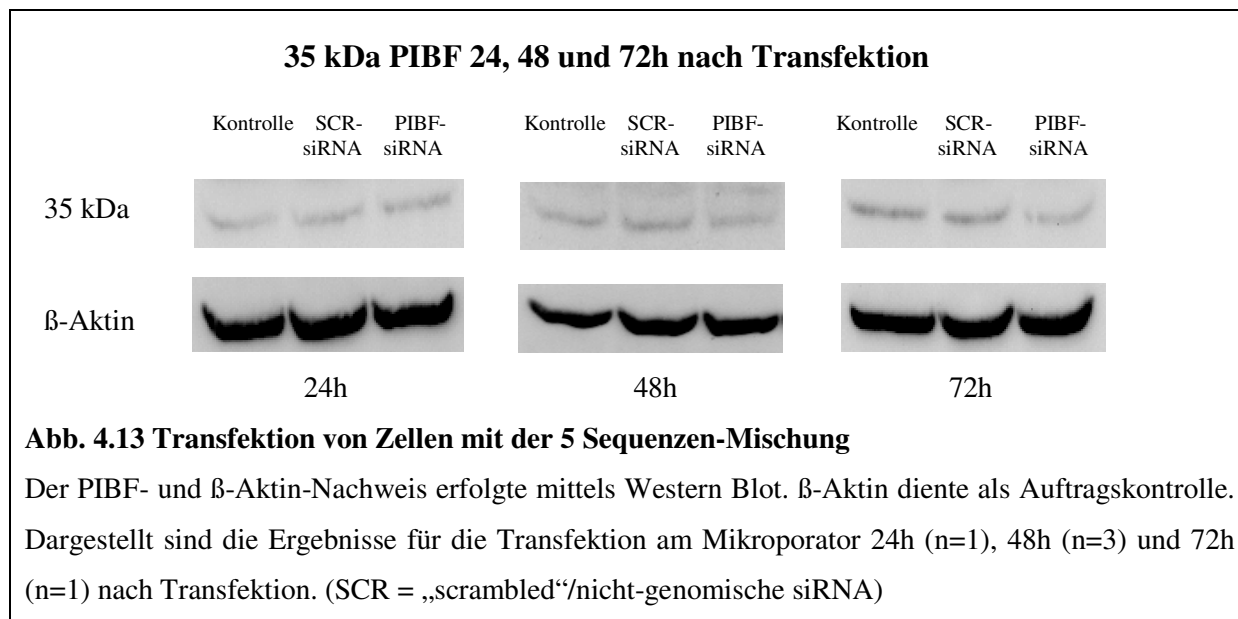 35 kDa PIBF 24, 48 und 72h nach Transfektion
Kontrolle SCR- PIBF- Kontrolle SCR- PIBF- Kontrolle SCR- PIBF-
siRNA siRNA siRNA siRNA siRNA siRNA
35 kDa
ß-Aktin
24h 48h 72h
Abb. 4.13 Transfektion von Zellen mit der 5 Sequenzen-Mischung
Der PIBF- und ß-Aktin-Nachweis erfolgte mittels Western Blot. ß-Aktin diente als Auftragskontrolle.
Dargestellt sind die Ergebnisse für die Transfektion am Mikroporator 24h (n=1), 48h (n=3) und 72h
(n=1) nach Transfektion. (SCR = „scrambled“/nicht-genomische siRNA)